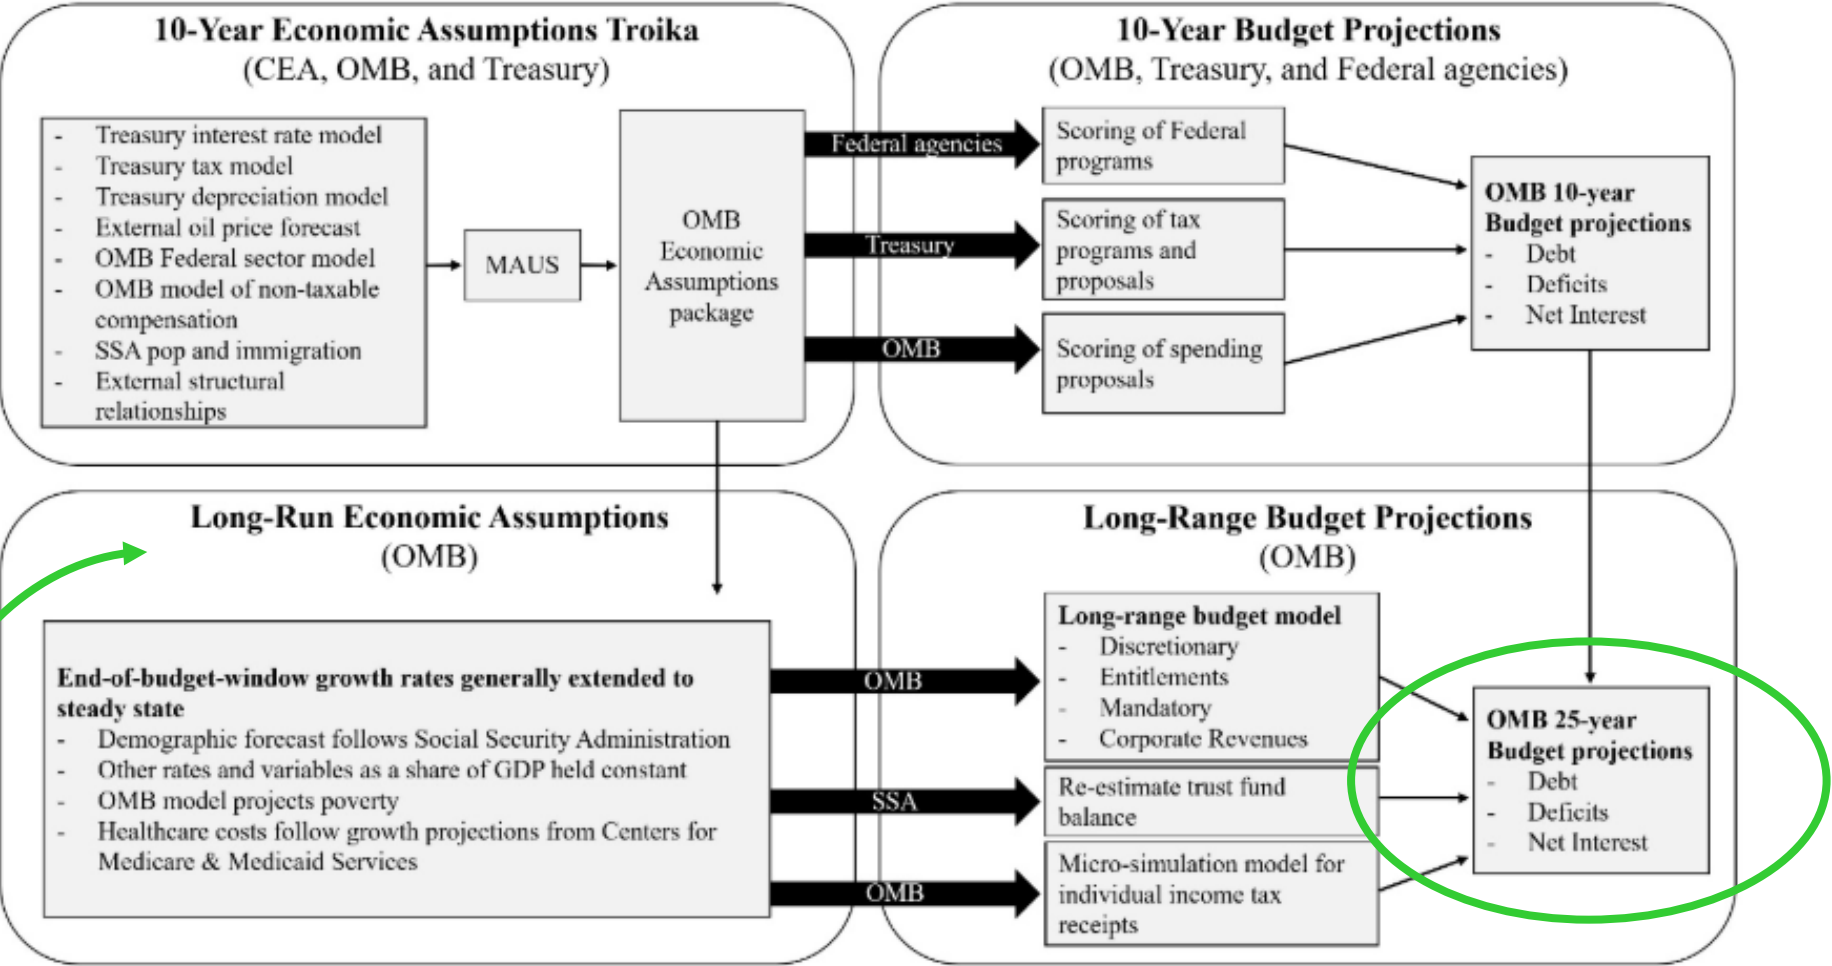 10-Year Economic Assumptions Troika
(CEA, OMB, and Treasury)
- Treasury interest rate model
- Treasury tax model
- Treasury depreciation model
- External oil price forecast
- OMB Federal sector model
- OMB model of non-taxable
compensation
- SSA pop and immigration
- External structural
relationships
MAUS
OMB
Economic
Assumptions
package
Federal agencies
Treasury
OMB
10-Year Budget Projections
(OMB, Treasury, and Federal agencies)
Scoring of Federal
programs
Scoring of tax
programs and
proposals
Scoring of spending
proposals
OMB 10-year
Budget projections
- Debt
- Deficits
- Net Interest
Long-Run Economic Assumptions
(OMB)
End-of-budget-window growth rates generally extended to
steady state
- Demographic forecast follows Social Security Administration
- Other rates and variables as a share of GDP held constant
- OMB model projects poverty
- Healthcare costs follow growth projections from Centers for
Medicare & Medicaid Services
OMB
SSA
OMB
Long-Range Budget Projections
(OMB)
Long-range budget model
- Discretionary
- Entitlements
- Mandatory
- Corporate Revenues
Re-estimate trust fund
balance
Micro-simulation model for
individual income tax
receipts
OMB 25-year
Budget projections
- Debt
- Deficits
- Net Interest